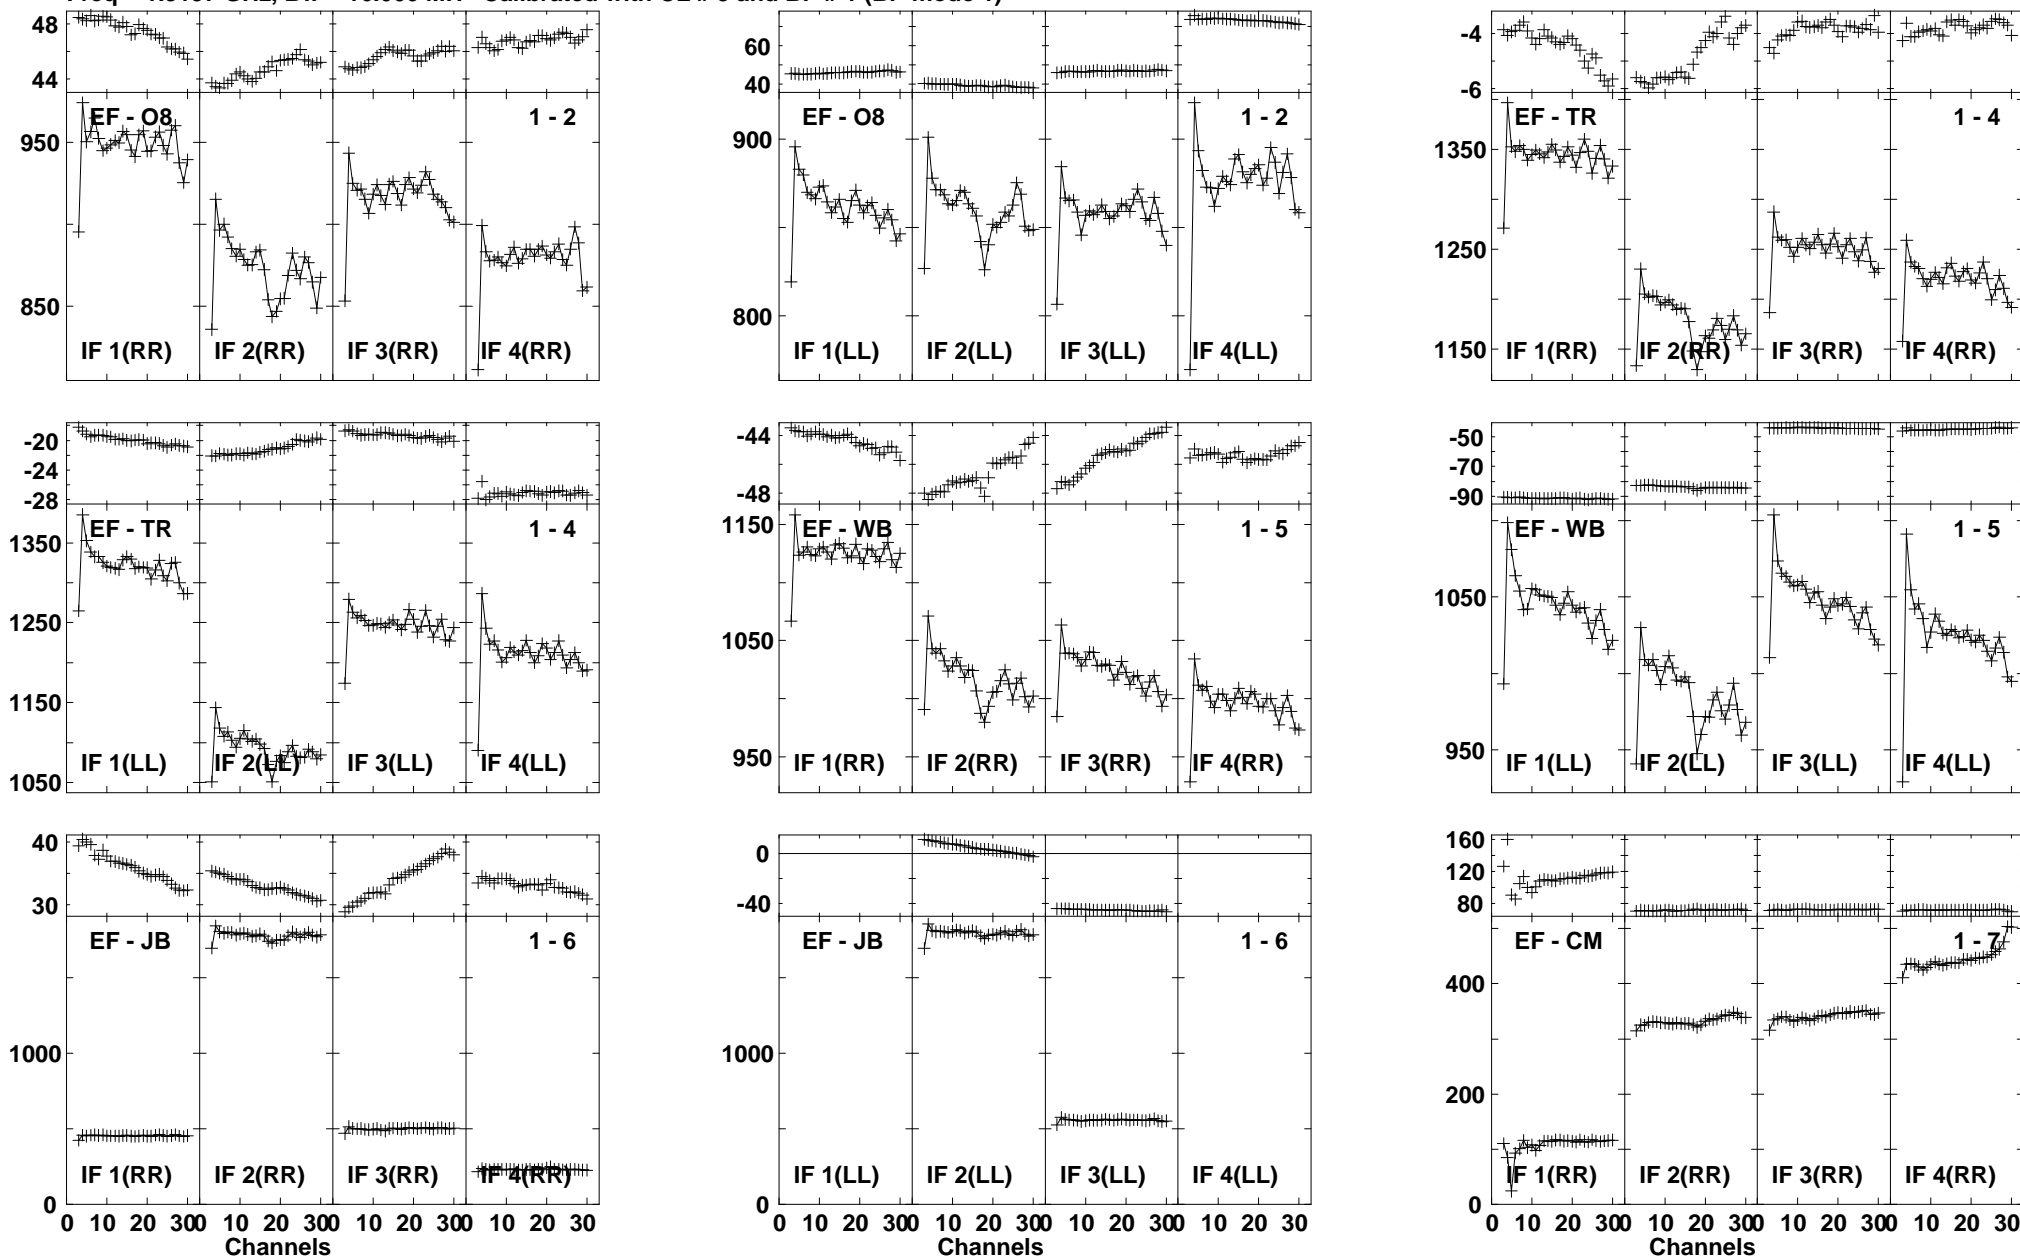 48
44
EF - O8
1 - 2
950
850
IF 1(RR)
IF 2(RR)
IF 3(RR)
IF 4(RR)
60
40
EF - O8
1 - 2
900
800
IF 1(LL)
IF 2(LL)
IF 3(LL)
IF 4(LL)
-4
-6
EF - TR
1 - 4
1350
1250
1150
IF 1(RR)
IF 2(RR)
IF 3(RR)
IF 4(RR)
-20
-24
-28
EF - TR
1 - 4
1350
1250
1150
1050
IF 1(LL)
IF 2(LL)
IF 3(LL)
IF 4(LL)
-44
-48
EF - WB
1 - 5
1150
1050
950
IF 1(RR)
IF 2(RR)
IF 3(RR)
IF 4(RR)
-50
-70
-90
EF - WB
1 - 5
1050
950
IF 1(LL)
IF 2(LL)
IF 3(LL)
IF 4(LL)
40
30
EF - JB
1 - 6
1000
0
IF 1(RR)
IF 2(RR)
IF 3(RR)
IF 4(RR)
0 10 20 30 0 10 20 30 0 10 20 30 0 10 20 30
Channels
0
-40
EF - JB
1 - 6
1000
0
IF 1(LL)
IF 2(LL)
IF 3(LL)
IF 4(LL)
0 10 20 30 0 10 20 30 0 10 20 30 0 10 20 30
Channels
160
120
80
EF - CM
1 - 7
400
200
0
IF 1(RR)
IF 2(RR)
IF 3(RR)
IF 4(RR)
0 10 20 30 0 10 20 30 0 10 20 30 0 10 20 30
Channels